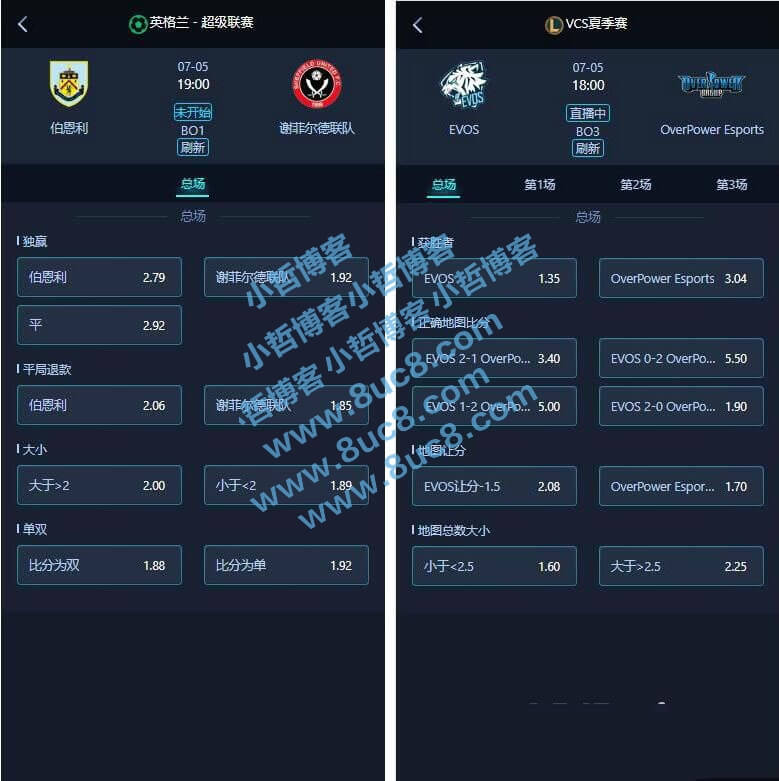 英格兰 - 超级联赛
07-05
19:00
未开始
BO1
刷新
伯恩利
SHEFFIELD UNITED F.C.
1889
谢菲尔德联队
总场
总场
独赢
伯恩利 2.79
谢菲尔德联队 1.92
平 2.92
平局退款
伯恩利 2.06
谢菲尔德联队 1.85
大小
大于>2 2.00
小于<2 1.89
单双
比分为双 1.88
比分为单 1.92
VCS夏季赛
07-05
18:00
直播中
BO3
刷新
EVOS
EVOS
OVERPOWER
OverPower Esports
总场 第1场 第2场 第3场
总场
获胜者
EVOS 1.35
OverPower Esports 3.04
正确地图比分
EVOS 2-1 OverPo... 3.40
EVOS 0-2 OverPo... 5.50
EVOS 1-2 OverPo... 5.00
EVOS 2-0 OverPo... 1.90
地图让分
EVOS让分-1.5 2.08
OverPower Espor... 1.70
地图总数大小
小于<2.5 1.60
大于>2.5 2.25
小哲博客小哲博客
小哲博客小哲博客小哲博客
哲博客
www.8uc8.com
www.8uc8.com
www.8uc8.com